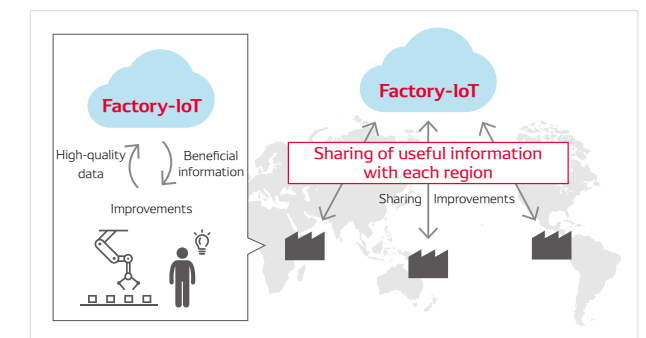 Factory-IoT
High-quality
data
Beneficial
information
Improvements
Factory-IoT
Sharing of useful information
with each region
Sharing
Improvements